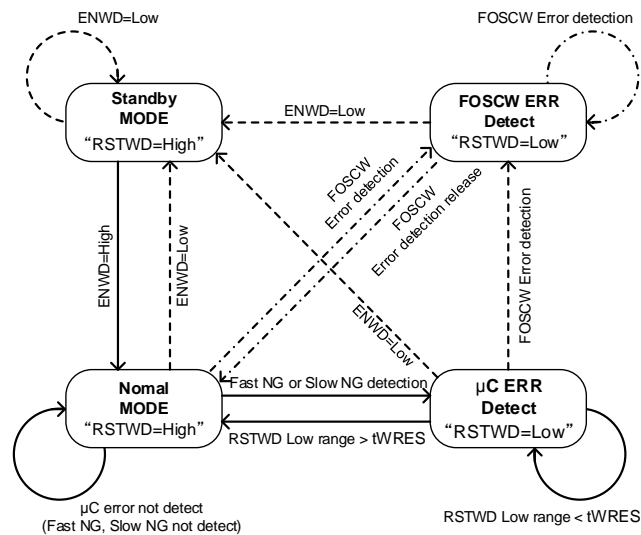 ENWD=Low
FOSCW Error detection
Standby
MODE
“RSTWD=High”
ENWD=Low
FOSCW ERR
Detect
“RSTWD=Low”
FOSCW
Error detection
FOSCW
Error detection release
ENWD=High
ENWD=Low
ENWD=Low
FOSCW Error detection
Nomal
MODE
“RSTWD=High”
Fast NG or Slow NG detection
RSTWD Low range > tWRES
µC ERR
Detect
“RSTWD=Low”
µC error not detect
(Fast NG, Slow NG not detect)
RSTWD Low range < tWRES